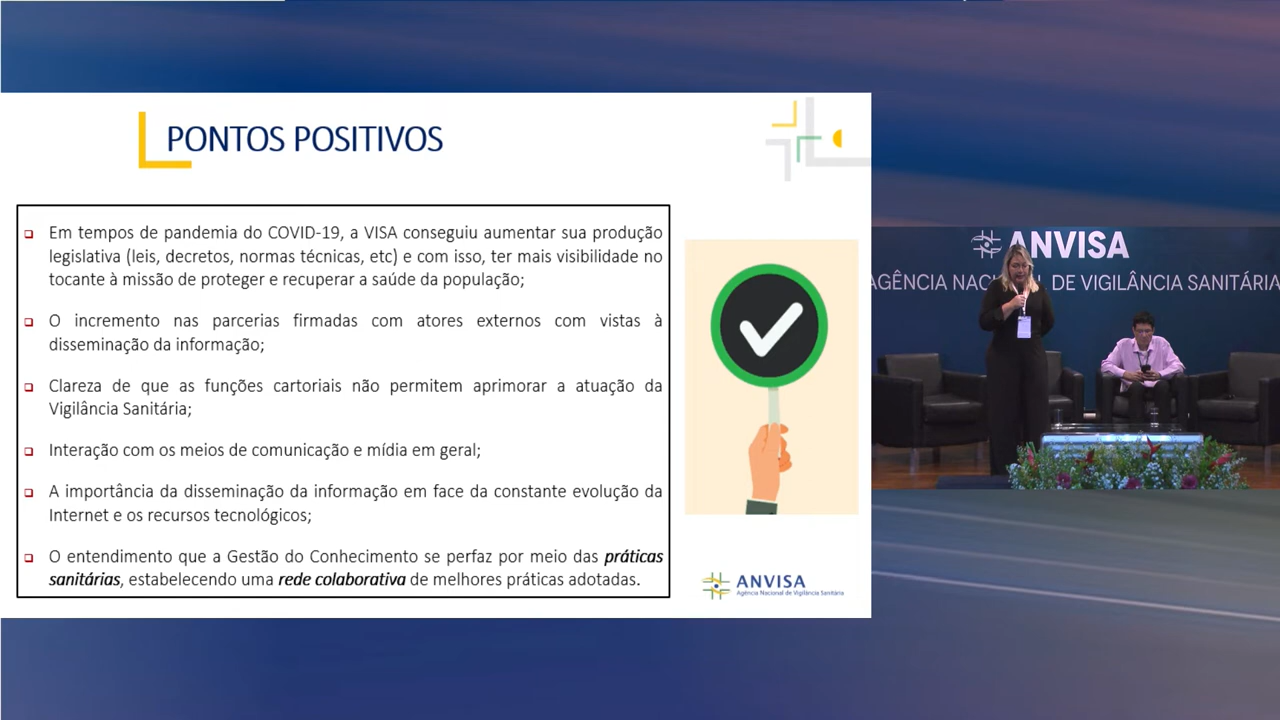 PONTOS POSITIVOS
Em tempos de pandemia do COVID-19, a VISA conseguiu aumentar sua produção
legislativa (leis, decretos, normas técnicas, etc) e com isso, ter mais visibilidade no
tocante à missão de proteger e recuperar a saúde da população;
O incremento nas parcerias firmadas com atores externos com vistas à
disseminação da informação;
Clareza de que as funções cartoriais não permitem aprimorar a atuação da
Vigilância Sanitária;
Interação com os meios de comunicação e mídia em geral;
A importância da disseminação da informação em face da constante evolução da
Internet e os recursos tecnológicos;
O entendimento que a Gestão do Conhecimento se perfaz por meio das práticas
sanitárias, estabelecendo uma rede colaborativa de melhores práticas adotadas.
ANVISA
Agência Nacional de Vigilância Sanitária
ANVISA
AGÊNCIA NAC L DE VIGILÂNCIA SANITÁRIA